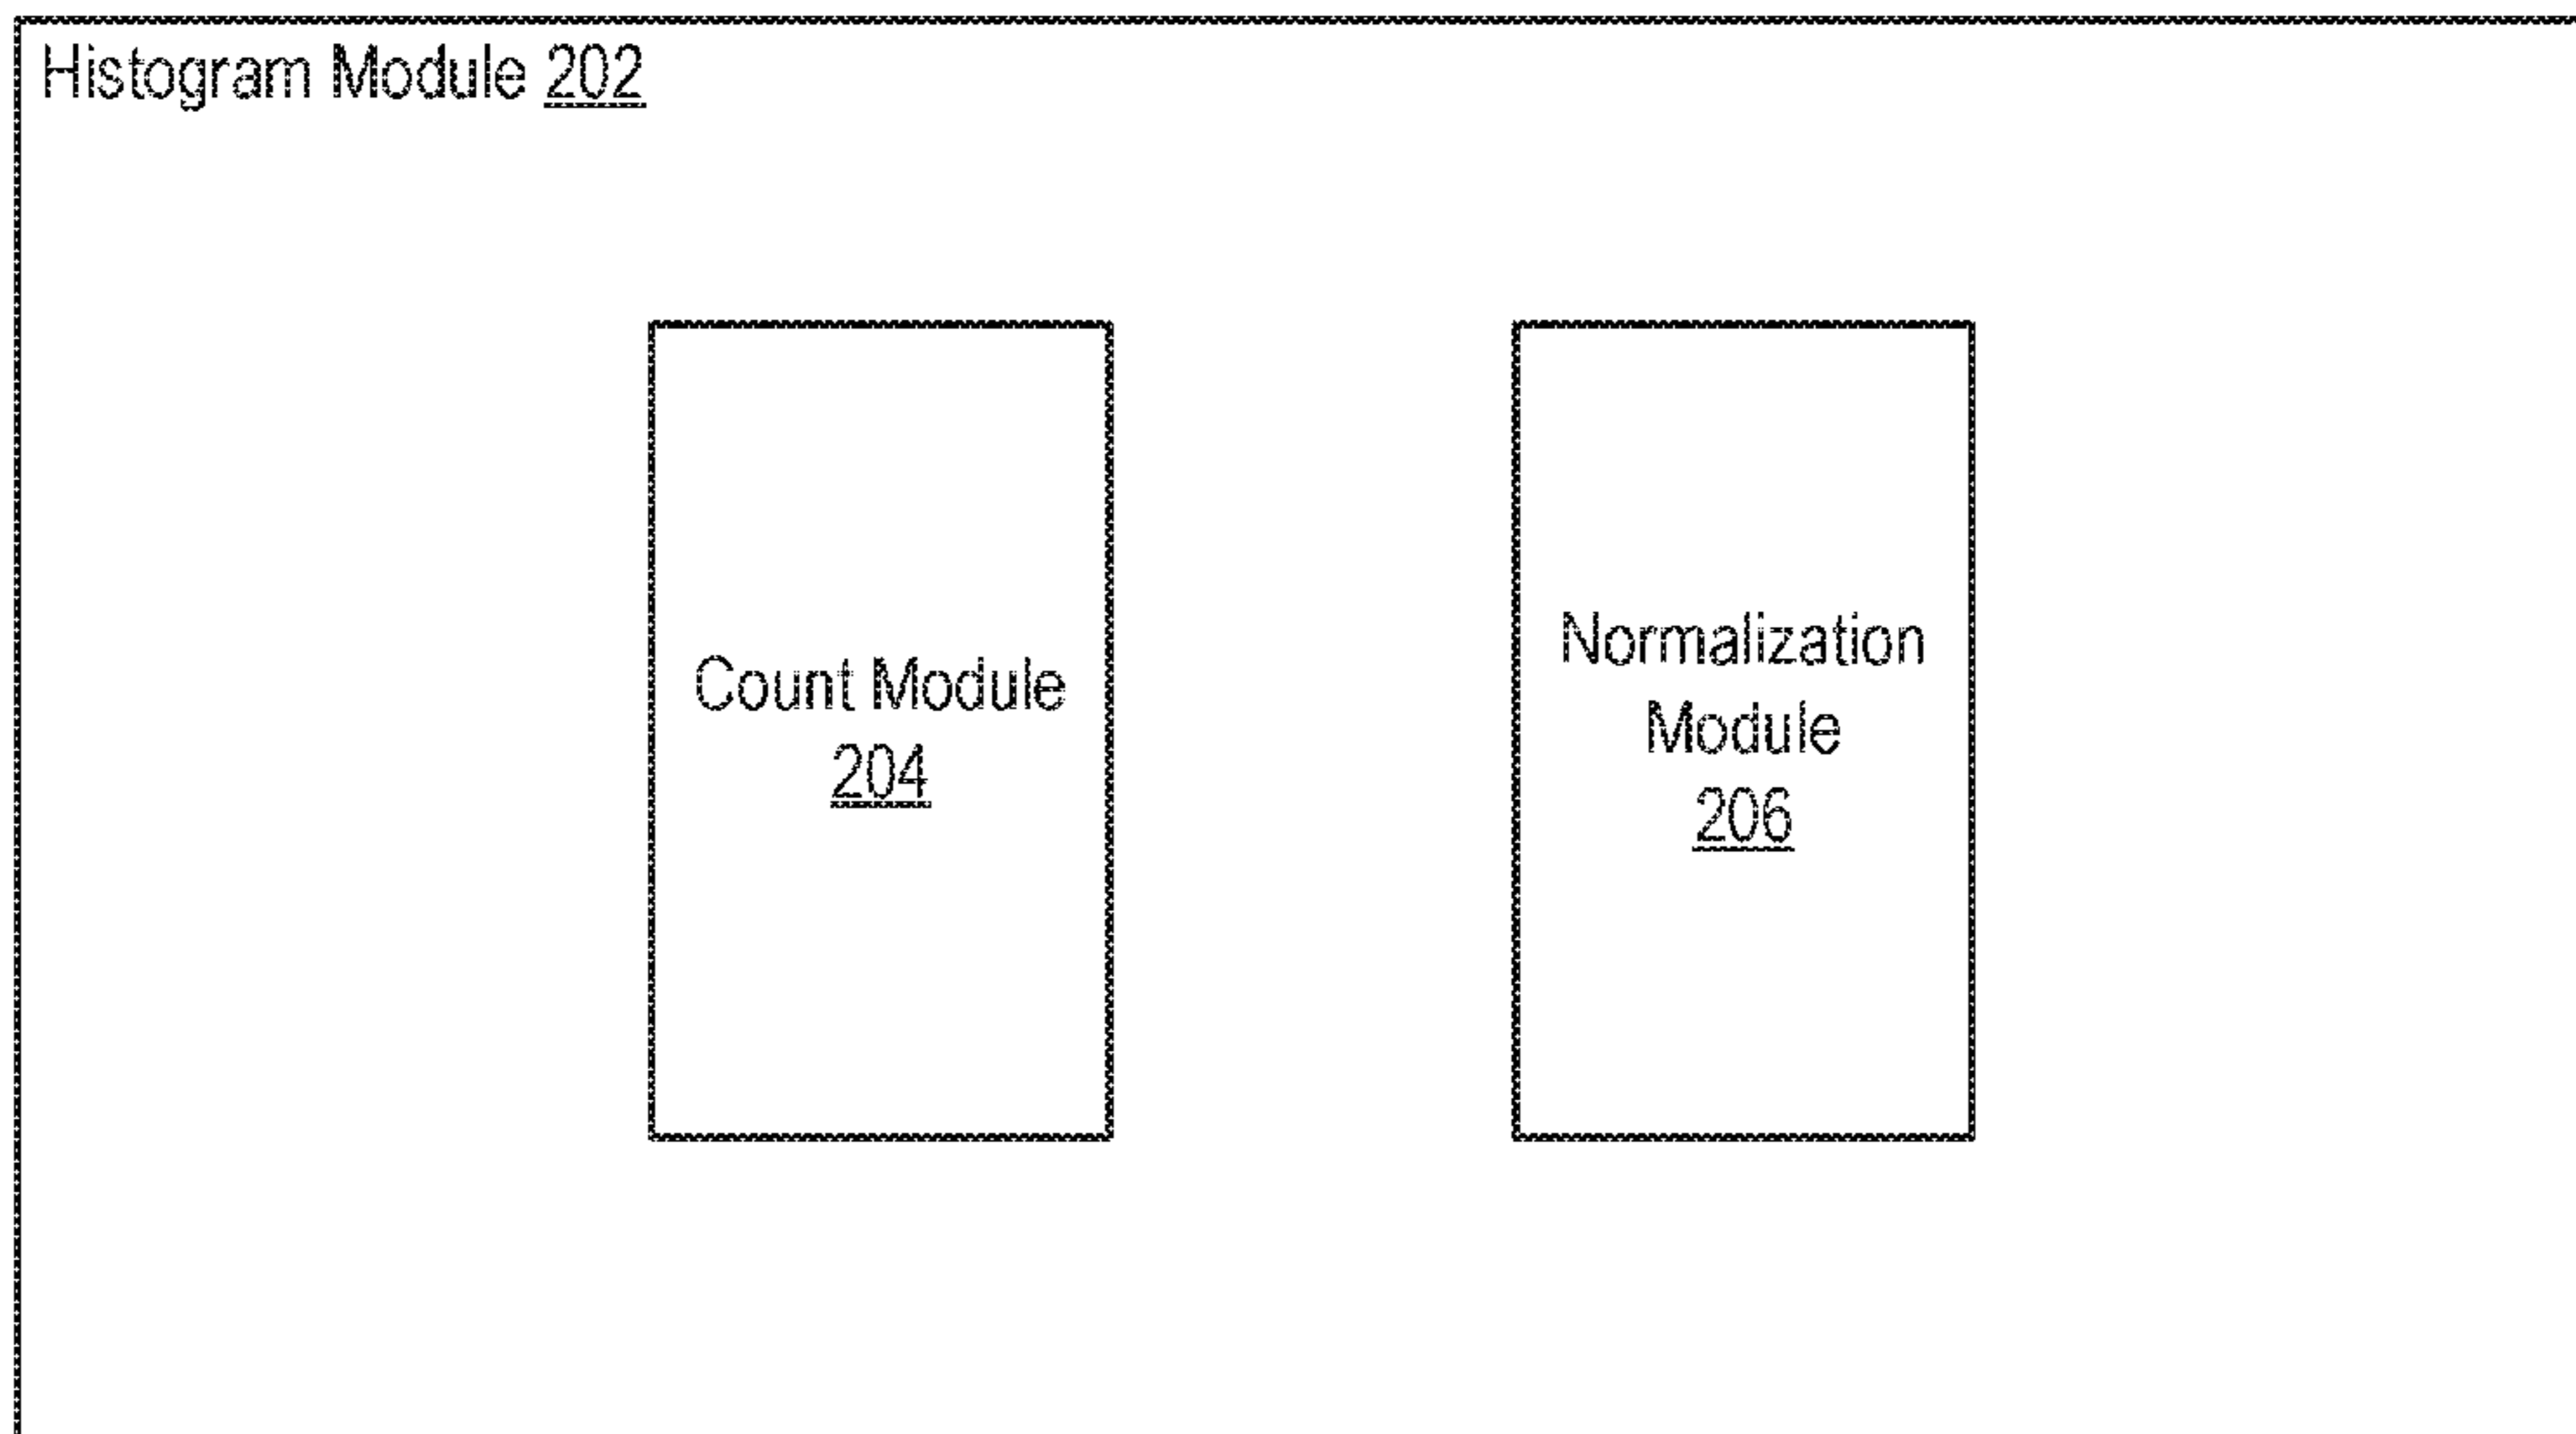 Histogram Module 202
Count Module
204
Normalization
Module
206